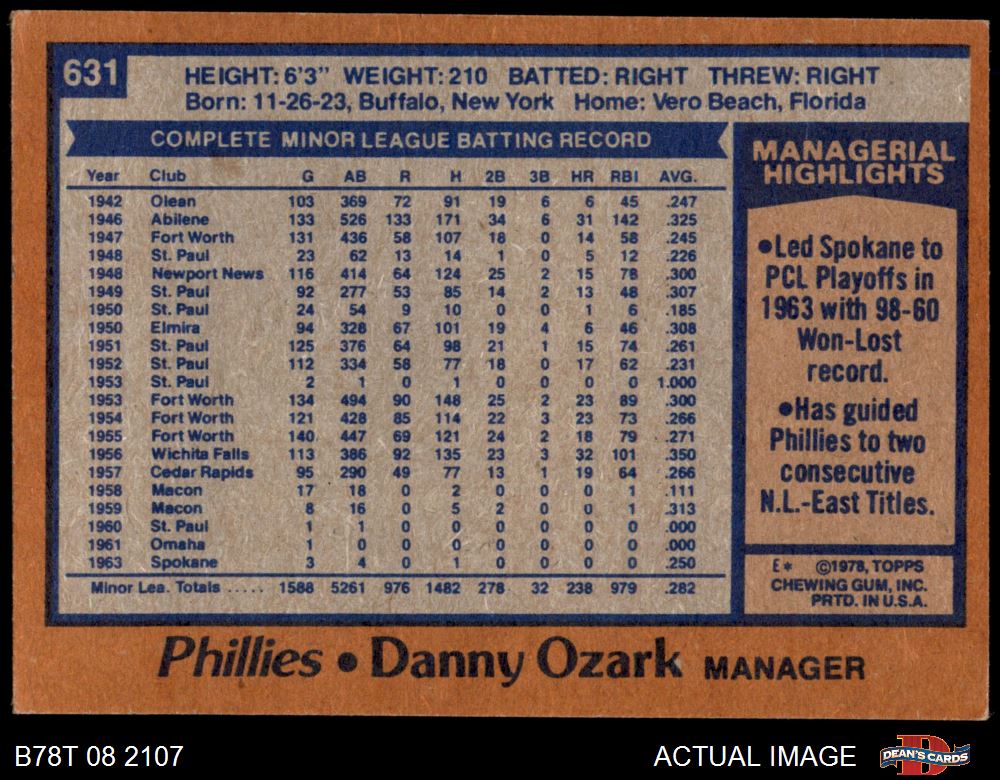 631
HEIGHT: 6'3" WEIGHT: 210 BATTED: RIGHT THREW: RIGHT
Born: 11-26-23, Buffalo, New York Home: Vero Beach, Florida
COMPLETE MINOR LEAGUE BATTING RECORD
Year Club G AB R H 2B 3B HR RBI AVG.
1942 Olean 103 369 72 91 19 6 6 45 .247
1946 Abilene 133 526 133 171 34 6 31 142 .325
1947 Fort Worth 131 436 58 107 18 0 14 58 .245
1948 St. Paul 23 62 13 14 1 0 5 12 .226
1948 Newport News 116 414 64 124 25 2 15 78 .300
1949 St. Paul 92 277 53 85 14 2 13 48 .307
1950 St. Paul 24 54 9 10 0 0 1 6 .185
1950 Elmira 94 328 67 101 19 4 6 46 .308
1951 St. Paul 125 376 64 98 21 1 15 74 .261
1952 St. Paul 112 334 58 77 18 0 17 62 .231
1953 St. Paul 2 1 0 1 0 0 0 0 1.000
1953 Fort Worth 134 494 90 148 25 2 23 89 .300
1954 Fort Worth 121 428 85 114 22 3 23 73 .266
1955 Fort Worth 140 447 69 121 24 2 18 79 .271
1956 Wichita Falls 113 386 92 135 23 3 32 101 .350
1957 Cedar Rapids 95 290 49 77 13 1 19 64 .266
1958 Macon 17 18 0 2 0 0 0 1 .111
1959 Macon 8 16 0 5 2 0 0 1 .313
1960 St. Paul 1 1 0 0 0 0 0 0 .000
1961 Omaha 1 0 0 0 0 0 0 0 .000
1963 Spokane 3 4 0 1 0 0 0 0 .250
Minor Lea. Totals ..... 1588 5261 976 1482 278 32 238 979 .282
MANAGERIAL
HIGHLIGHTS
•Led Spokane to
PCL Playoffs in
1963 with 98-60
Won-Lost
record.
•Has guided
Phillies to two
consecutive
N.L.-East Titles.
E* ©1978, TOPPS
CHEWING GUM, INC.
PRTD. IN U.S.A.
Phillies • Danny Ozark MANAGER
B78T 08 2107 ACTUAL IMAGE
DEAN'S CARDS